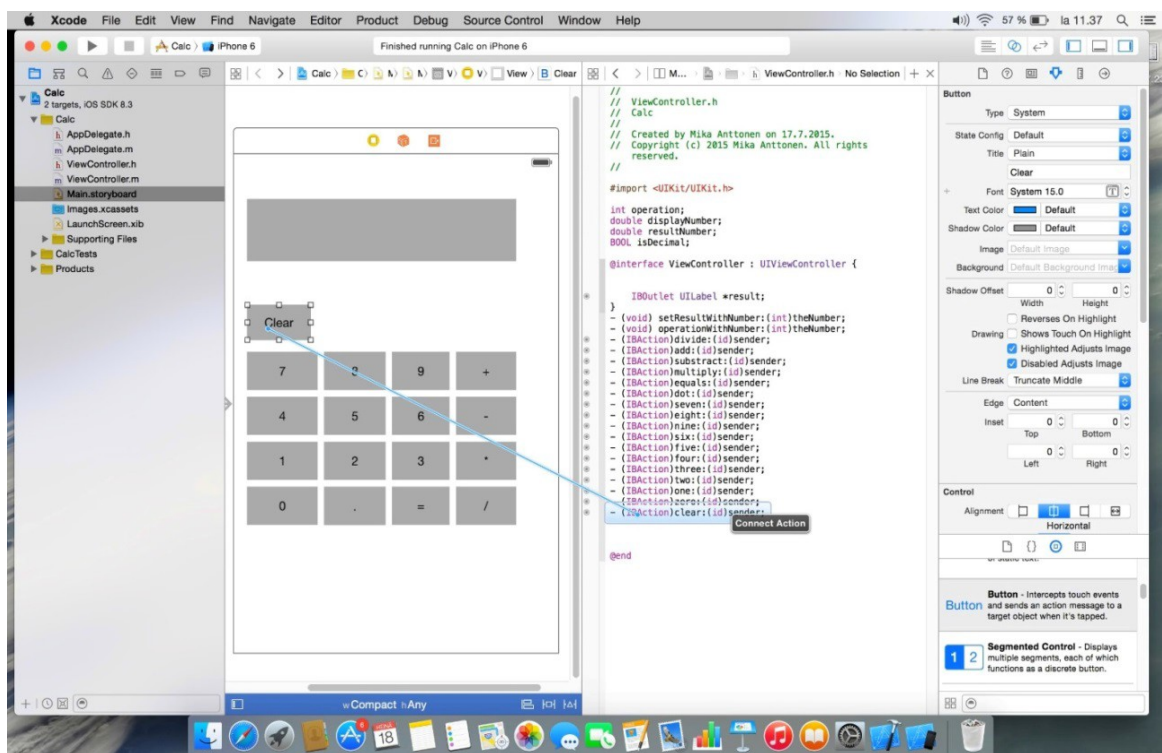 Xcode File Edit View Find Navigate Editor Product Debug Source Control Window Help 57 % la 11.37
Calc iPhone 6 Finished running Calc on iPhone 6
Calc V) V) View B Clear M... ViewController.h No Selection
Calc
2 targets, iOS SDK 8.3
Calc
AppDelegate.h
AppDelegate.m
ViewController.h
ViewController.m
Main.storyboard
Images.xcassets
LaunchScreen.xib
Supporting Files
CalcTests
Products
Clear
7 8 9 +
4 5 6 -
1 2 3 *
0 . = /
wCompact hAny
//
// ViewController.h
// Calc
//
// Created by Mika Anttonen on 17.7.2015.
// Copyright (c) 2015 Mika Anttonen. All rights
reserved.
//
#import <UIKit/UIKit.h>
int operation;
double displayNumber;
double resultNumber;
BOOL isDecimal;
@interface ViewController : UIViewController {
IBOutlet UILabel *result;
}
- (void) setResultWithNumber:(int)theNumber;
- (void) operationWithNumber:(int)theNumber;
- (IBAction)divide:(id)sender;
- (IBAction)add:(id)sender;
- (IBAction)substract:(id)sender;
- (IBAction)multiply:(id)sender;
- (IBAction)equals:(id)sender;
- (IBAction)dot:(id)sender;
- (IBAction)seven:(id)sender;
- (IBAction)eight:(id)sender;
- (IBAction)nine:(id)sender;
- (IBAction)six:(id)sender;
- (IBAction)five:(id)sender;
- (IBAction)four:(id)sender;
- (IBAction)three:(id)sender;
- (IBAction)two:(id)sender;
- (IBAction)one:(id)sender;
- (IBAction)zero:(id)sender;
- (IBAction)clear:(id)sender;
Connect Action
@end
Button
Type System
State Config Default
Title Plain
Clear
Font System 15.0
Text Color Default
Shadow Color Default
Image Default Image
Background Default Background Imag
Shadow Offset 0 0
Width Height
Reverses On Highlight
Drawing Shows Touch On Highlight
Highlighted Adjusts Image
Disabled Adjusts Image
Line Break Truncate Middle
Edge Content
Inset 0 0
Top Bottom
0 0
Left Right
Control
Alignment
Horizontal
Button
Button - Intercepts touch events
and sends an action message to a
target object when it's tapped.
1 2
Segmented Control - Displays
multiple segments, each of which
functions as a discrete button.
18